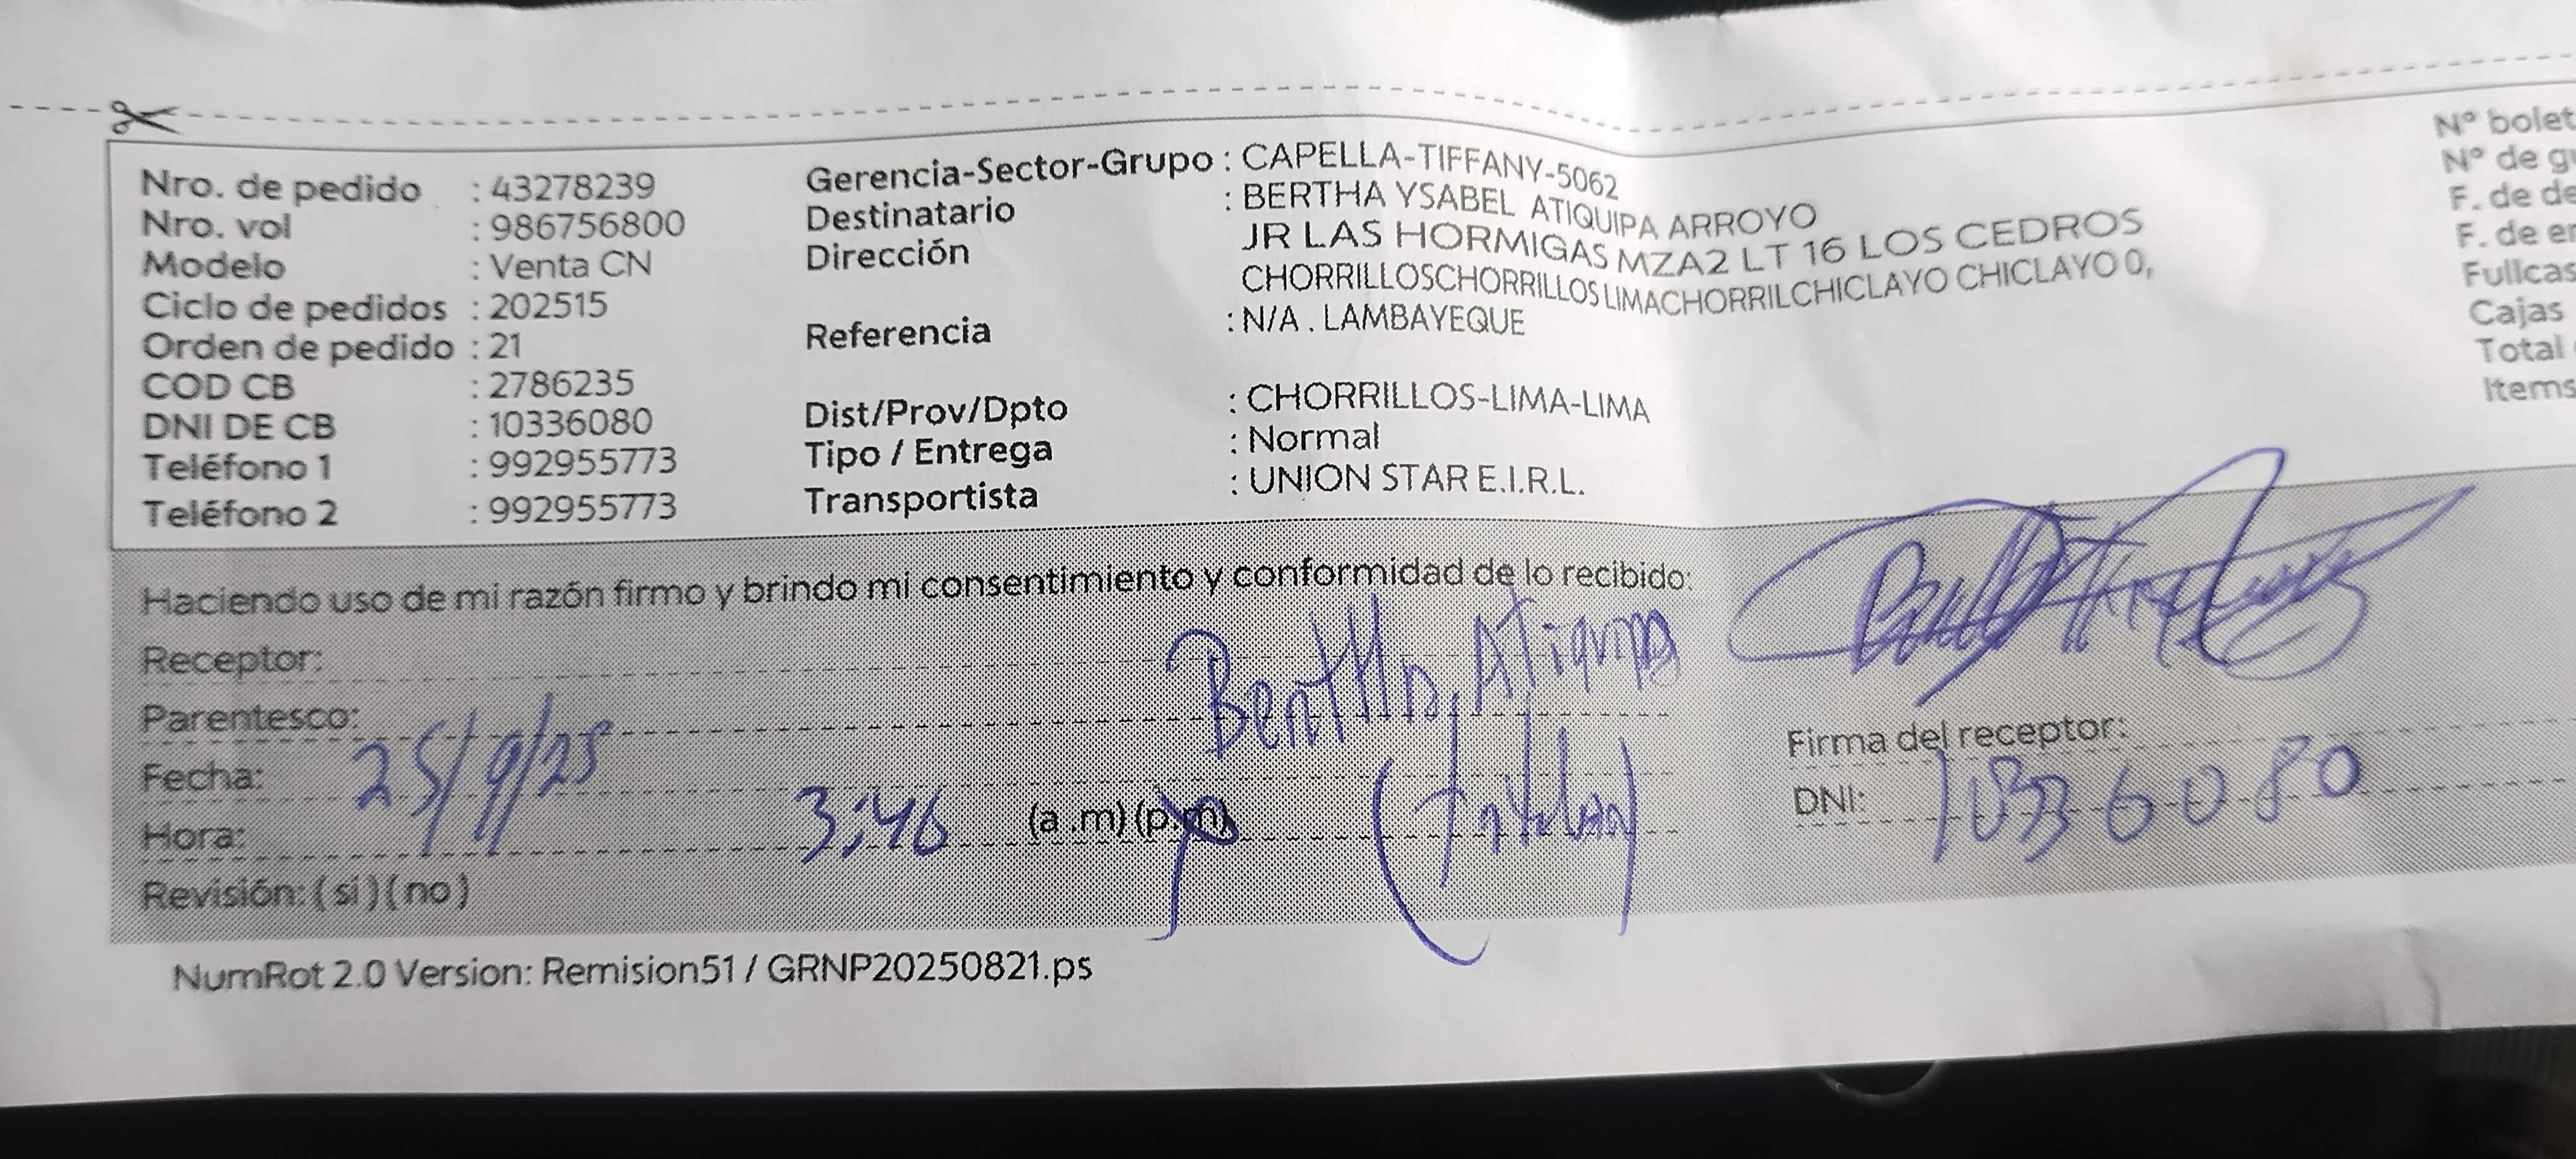 Nro. de pedido : 43278239
Nro. vol : 986756800
Modelo : Venta CN
Ciclo de pedidos : 202515
Orden de pedido : 21
COD CB : 2786235
DNI DE CB : 10336080
Teléfono 1 : 992955773
Teléfono 2 : 992955773
Gerencia-Sector-Grupo : CAPELLA-TIFFANY-5062
Destinatario : BERTHA YSABEL ATIQUIPA ARROYO
Dirección JR LAS HORMIGAS MZA2 LT 16 LOS CEDROS
CHORRILLOSCHORRILLOSLIMACHORRILCHICLAYO CHICLAYO 0,
Referencia : N/A . LAMBAYEQUE
Dist/Prov/Dpto : CHORRILLOS-LIMA-LIMA
Tipo / Entrega : Normal
Transportista : UNION STAR E.I.R.L.
Nº bolet
Nº de gu
F. de de
F. de en
Fullcas
Cajas
Total
Items
Haciendo uso de mi razón firmo y brindo mi consentimiento y conformidad de lo recibido:
Receptor: Bertha Atiquipa
Parentesco: (Titular)
Fecha: 25/9/25
Hora: 3:46 (a .m) (p.m)
Revisión: ( si ) ( no )
Firma del receptor:
DNI: 10336080
NumRot 2.0 Version: Remision51 / GRNP20250821.ps